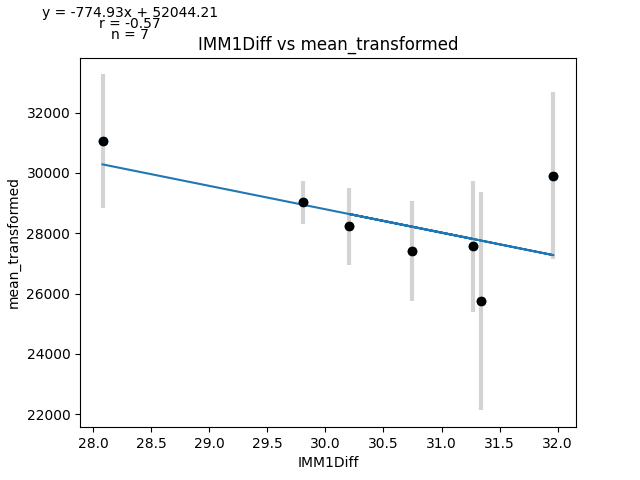 y = -774.93x + 52044.21
r = -0.57
n = 7
IMM1Diff vs mean_transformed
mean_transformed
32000
30000
28000
26000
24000
22000
28.0 28.5 29.0 29.5 30.0 30.5 31.0 31.5 32.0
IMM1Diff